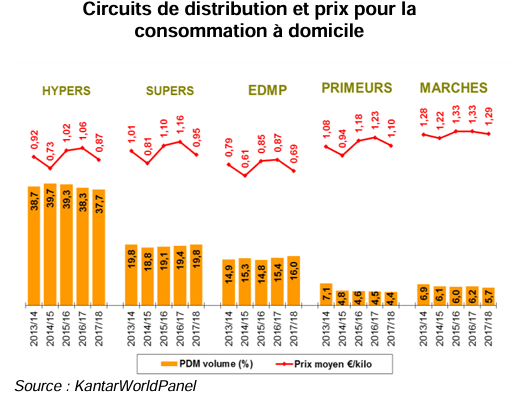 Circuits de distribution et prix pour la
consommation à domicile
HYPERS SUPERS EDMP PRIMEURS MARCHES
0,92 0,73 1,02 1,06 0,87 1,01 0,81 1,10 1,16 0,95 0,79 0,61 0,85 0,87 0,69 1,08 0,94 1,18 1,23 1,10 1,28 1,22 1,33 1,33 1,29
38,7 39,7 39,3 38,3 37,7 19,8 18,8 19,1 19,4 19,8 14,9 15,3 14,8 15,4 16,0 7,1 4,8 4,6 4,5 4,4 6,9 6,1 6,0 6,2 5,7
2013/14 2014/15 2015/16 2016/17 2017/18 2013/14 2014/15 2015/16 2016/17 2017/18 2013/14 2014/15 2015/16 2016/17 2017/18 2013/14 2014/15 2015/16 2016/17 2017/18 2013/14 2014/15 2015/16 2016/17 2017/18
PDM volume (%) Prix moyen €/kilo
Source : KantarWorldPanel